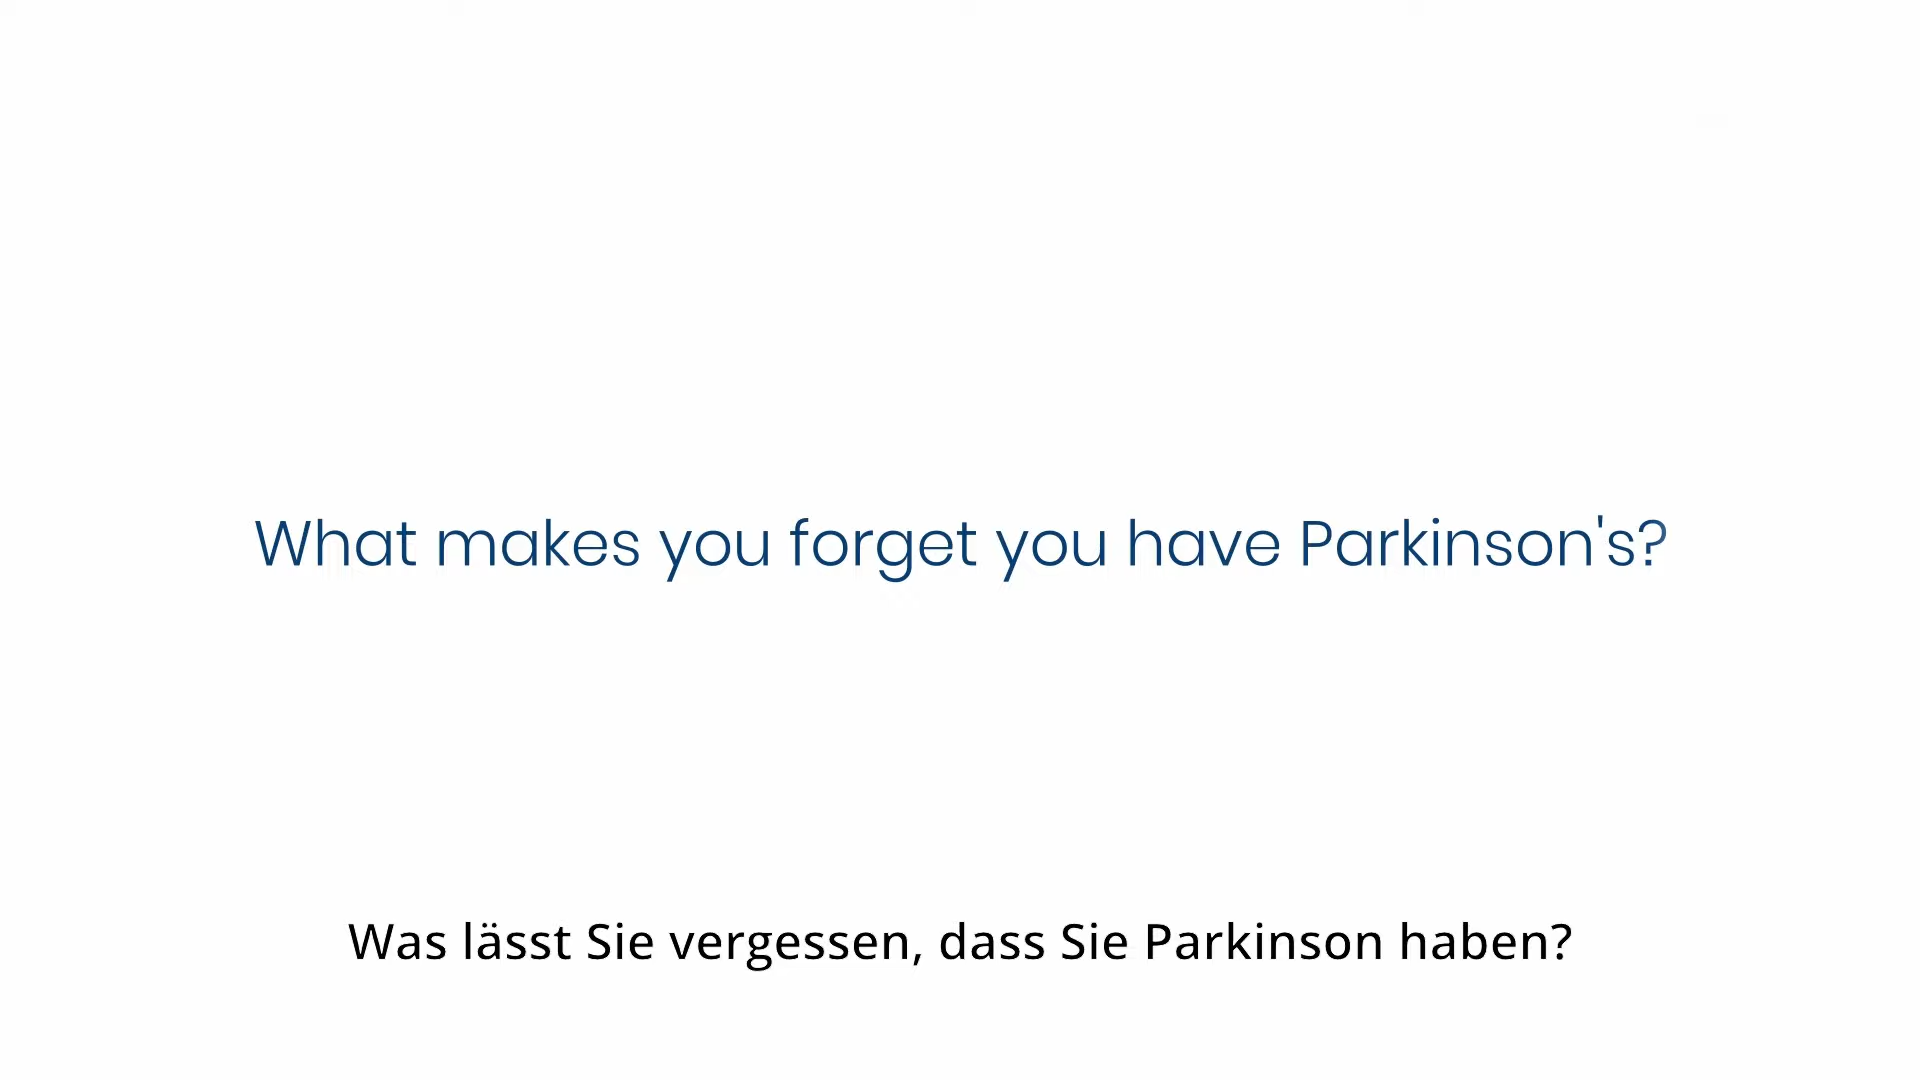 What makes you forget you have Parkinson's?
Was lässt Sie vergessen, dass Sie Parkinson haben?